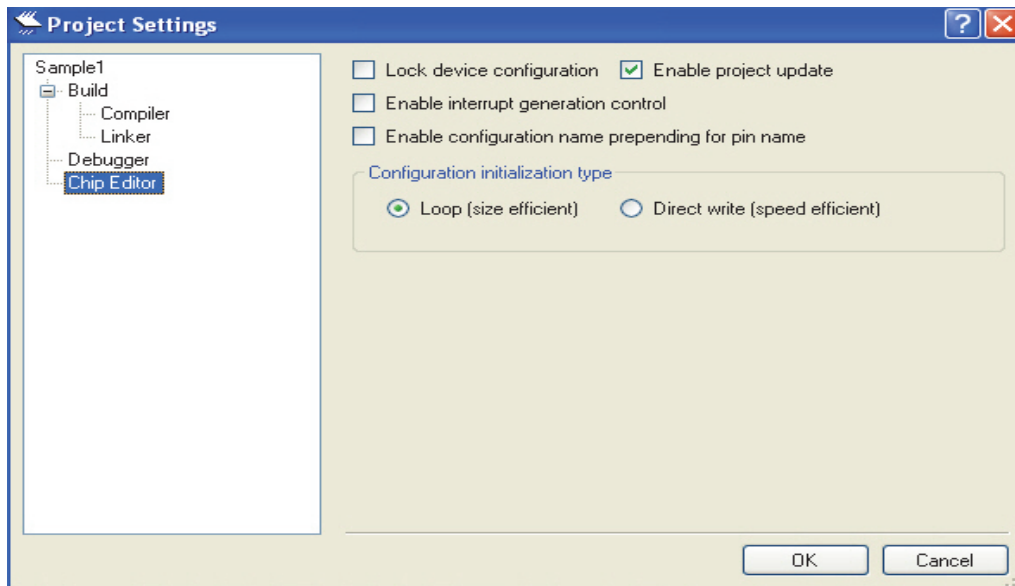 Project Settings
Sample1
Build
Compiler
Linker
Debugger
Chip Editor
Lock device configuration
Enable project update
Enable interrupt generation control
Enable configuration name prepending for pin name
Configuration initialization type
Loop (size efficient)
Direct write (speed efficient)
OK
Cancel